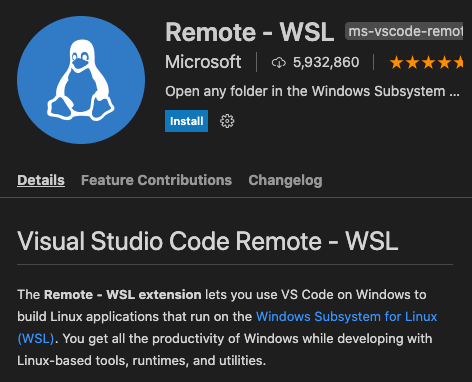 Remote - WSL ms-vscode-remot
Microsoft 5,932,860
Open any folder in the Windows Subsystem ...
Install
Details Feature Contributions Changelog
Visual Studio Code Remote - WSL
The Remote - WSL extension lets you use VS Code on Windows to
build Linux applications that run on the Windows Subsystem for Linux
(WSL). You get all the productivity of Windows while developing with
Linux-based tools, runtimes, and utilities.